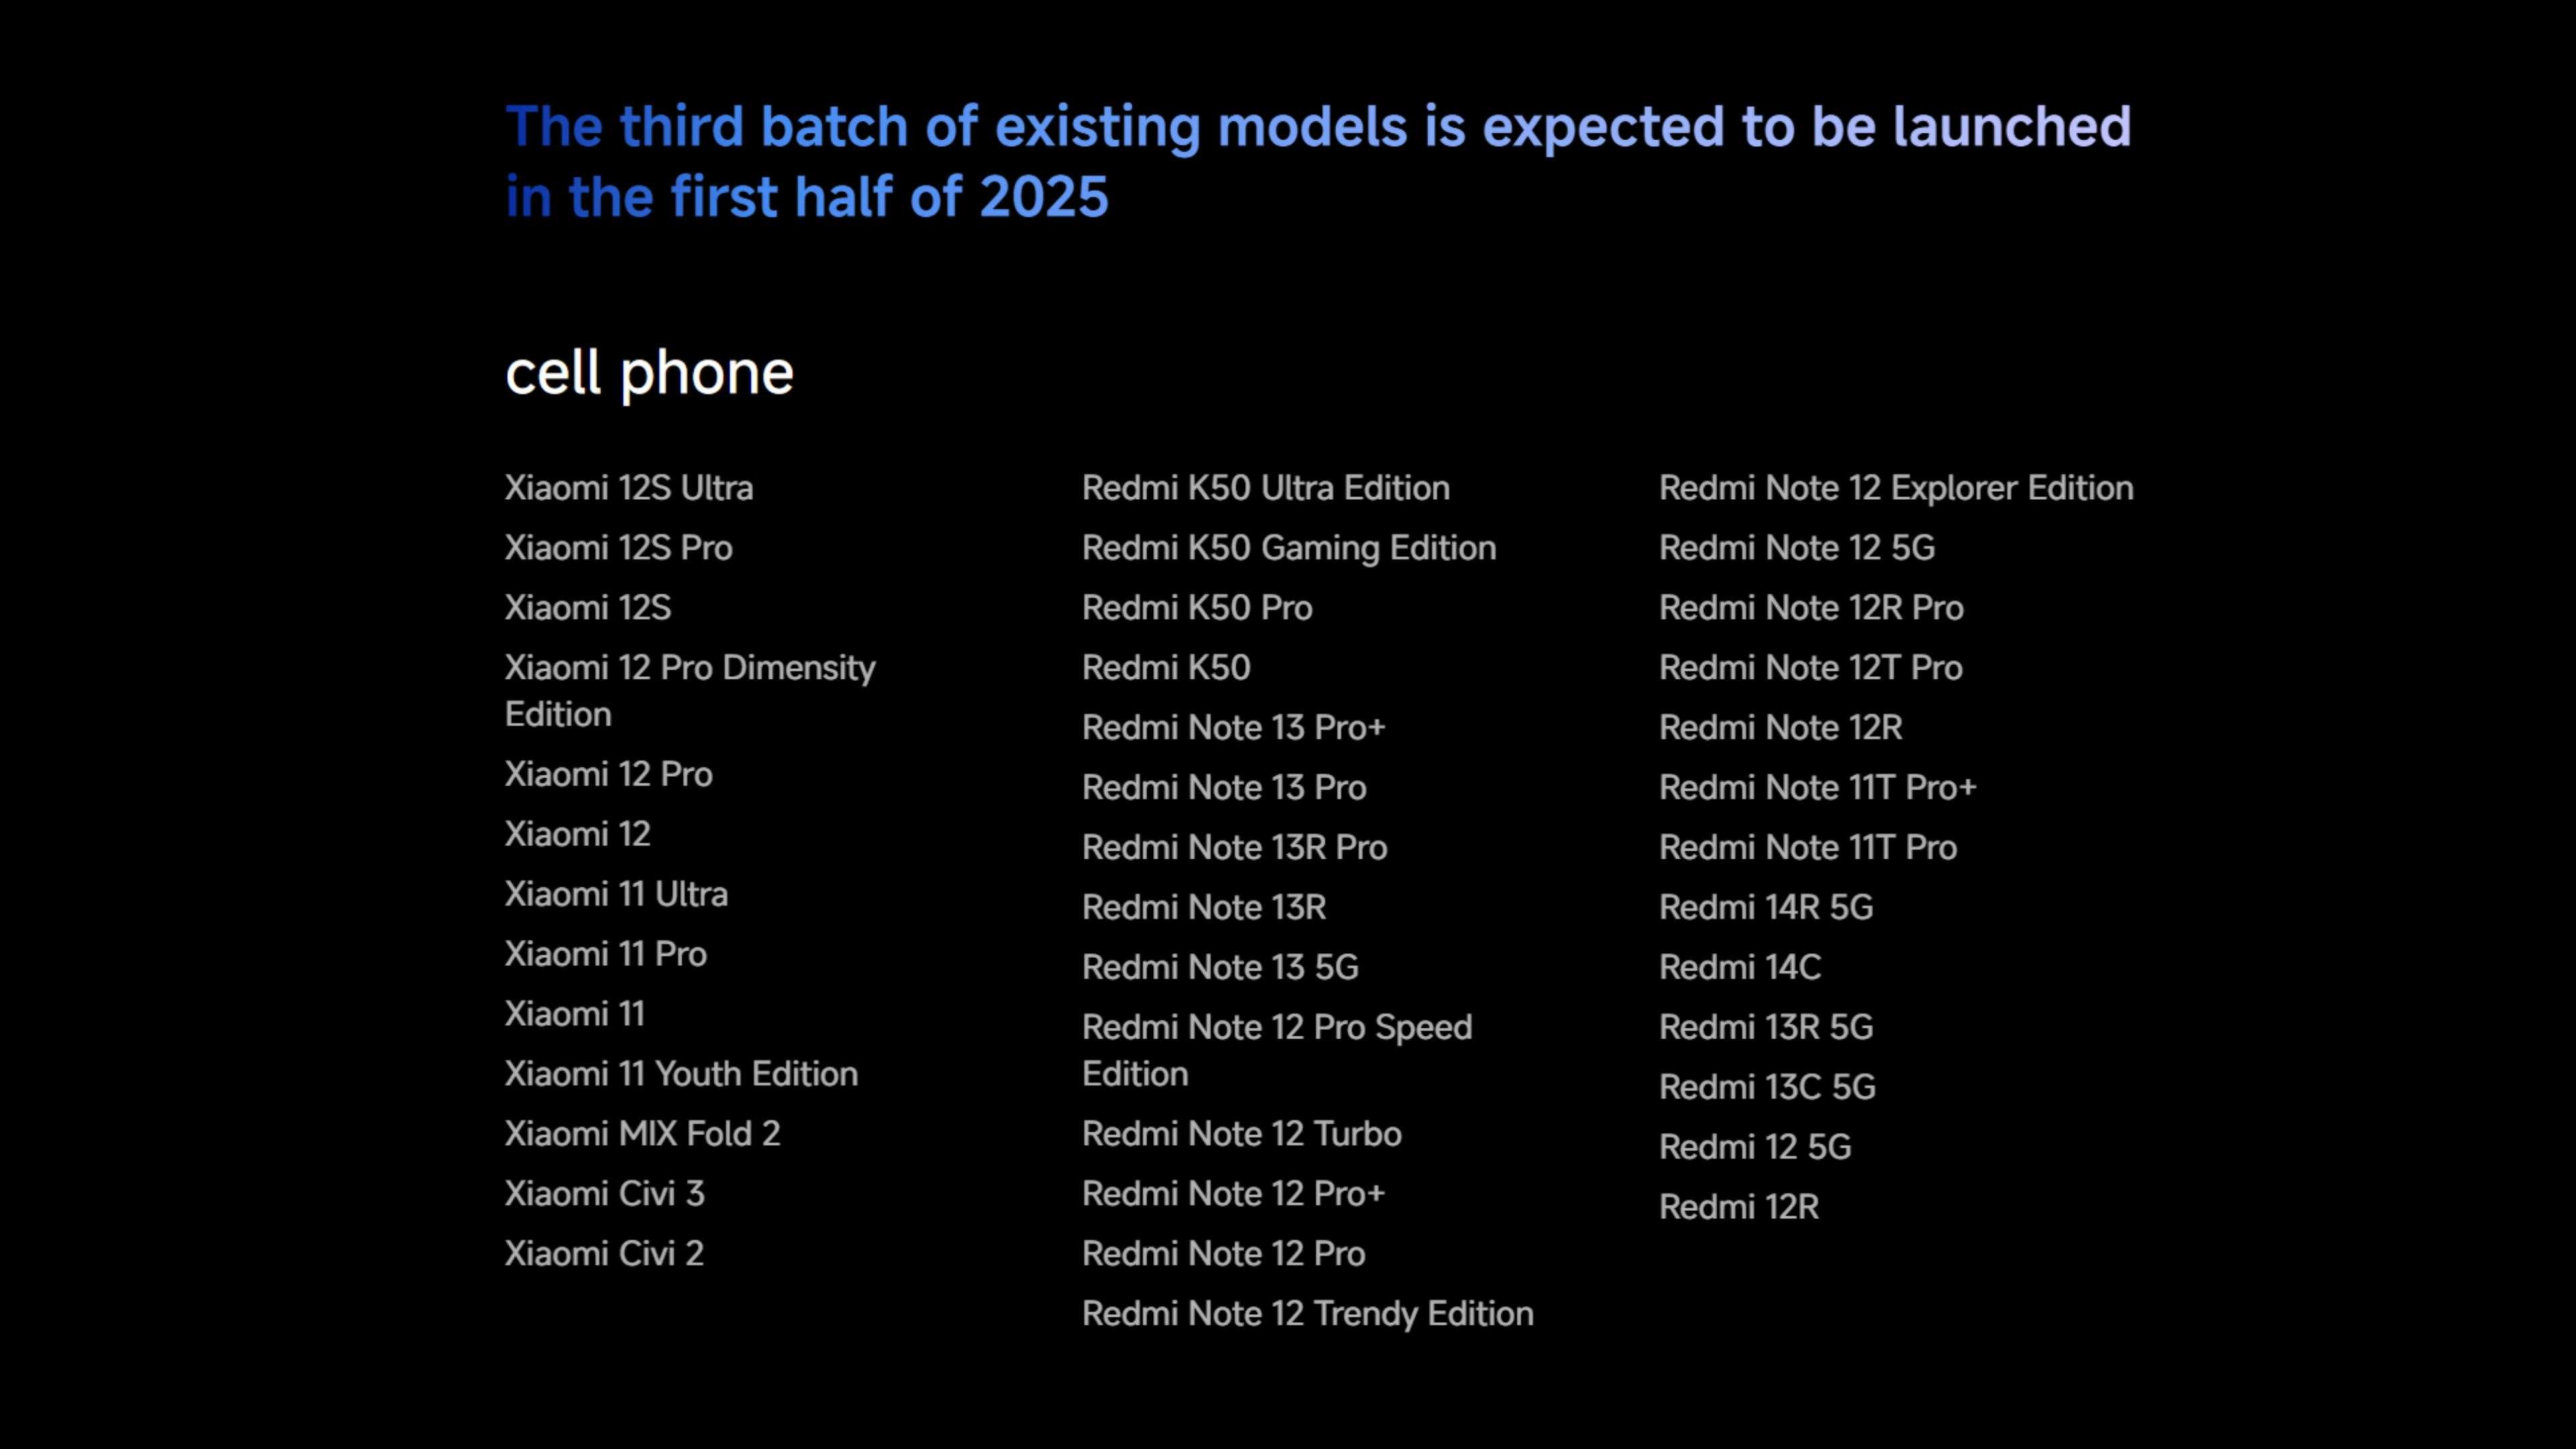 The third batch of existing models is expected to be launched
in the first half of 2025
cell phone
Xiaomi 12S Ultra
Xiaomi 12S Pro
Xiaomi 12S
Xiaomi 12 Pro Dimensity
Edition
Xiaomi 12 Pro
Xiaomi 12
Xiaomi 11 Ultra
Xiaomi 11 Pro
Xiaomi 11
Xiaomi 11 Youth Edition
Xiaomi MIX Fold 2
Xiaomi Civi 3
Xiaomi Civi 2
Redmi K50 Ultra Edition
Redmi K50 Gaming Edition
Redmi K50 Pro
Redmi K50
Redmi Note 13 Pro+
Redmi Note 13 Pro
Redmi Note 13R Pro
Redmi Note 13R
Redmi Note 13 5G
Redmi Note 12 Pro Speed
Edition
Redmi Note 12 Turbo
Redmi Note 12 Pro+
Redmi Note 12 Pro
Redmi Note 12 Trendy Edition
Redmi Note 12 Explorer Edition
Redmi Note 12 5G
Redmi Note 12R Pro
Redmi Note 12T Pro
Redmi Note 12R
Redmi Note 11T Pro+
Redmi Note 11T Pro
Redmi 14R 5G
Redmi 14C
Redmi 13R 5G
Redmi 13C 5G
Redmi 12 5G
Redmi 12R